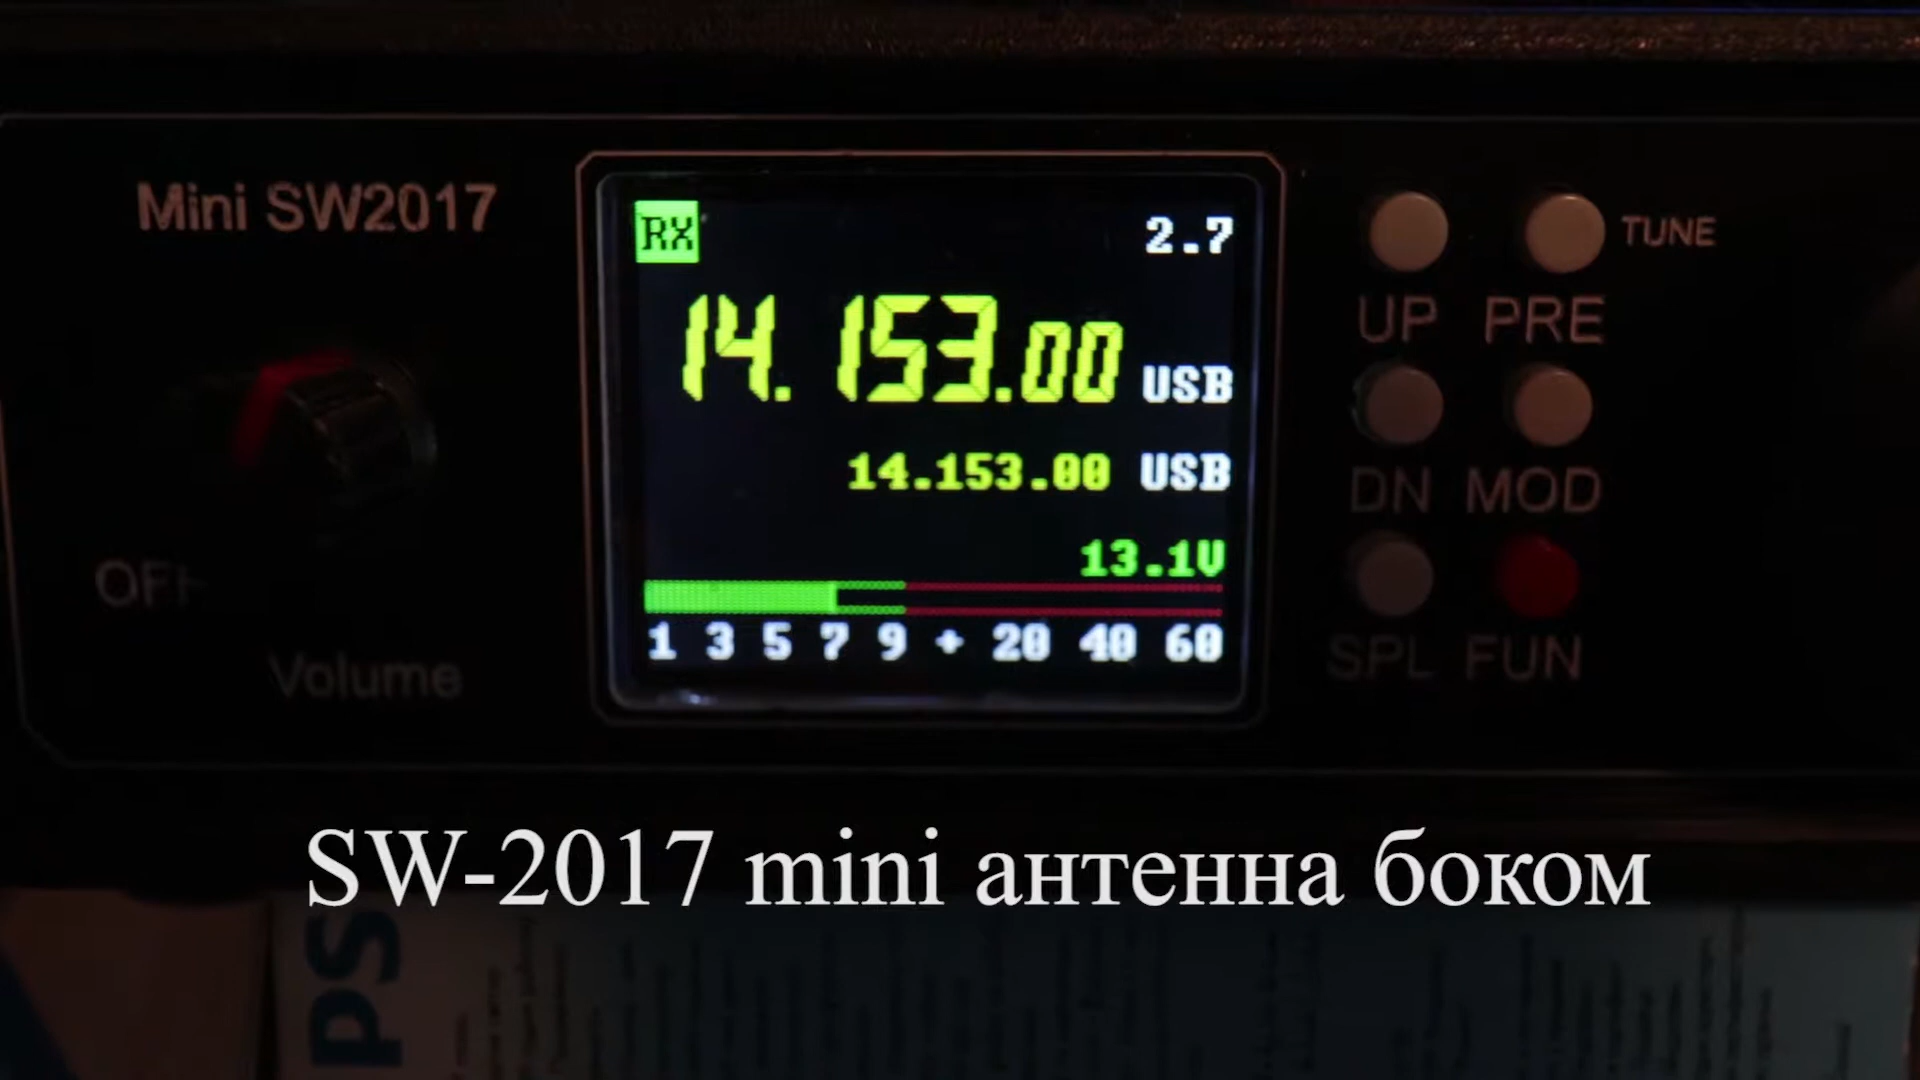 Mini SW2017
RX
2.7
14.153.00 USB
14.153.00 USB
13.1V
1 3 5 7 9 + 20 40 60
OFF
Volume
TUNE
UP PRE
DN MOD
SPL FUN
SW-2017 mini антенна боком
PS